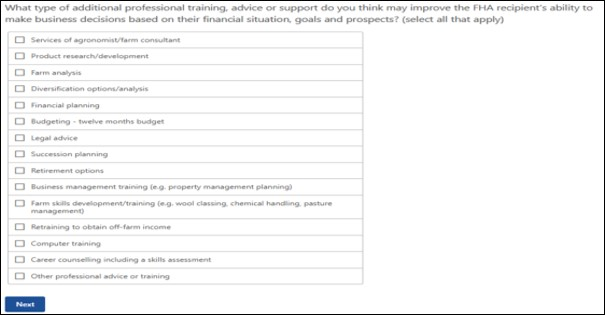 What type of additional professional training, advice or support do you think may improve the FHA recipient's ability to
make business decisions based on their financial situation, goals and prospects? (select all that apply)
Services of agronomist/farm consultant
Product research/development
Farm analysis
Diversification options/analysis
Financial planning
Budgeting - twelve months budget
Legal advice
Succession planning
Retirement options
Business management training (e.g. property management planning)
Farm skills development/training (e.g. wool classing, chemical handling, pasture
management)
Retraining to obtain off-farm income
Computer training
Career counselling including a skills assessment
Other professional advice or training
Next